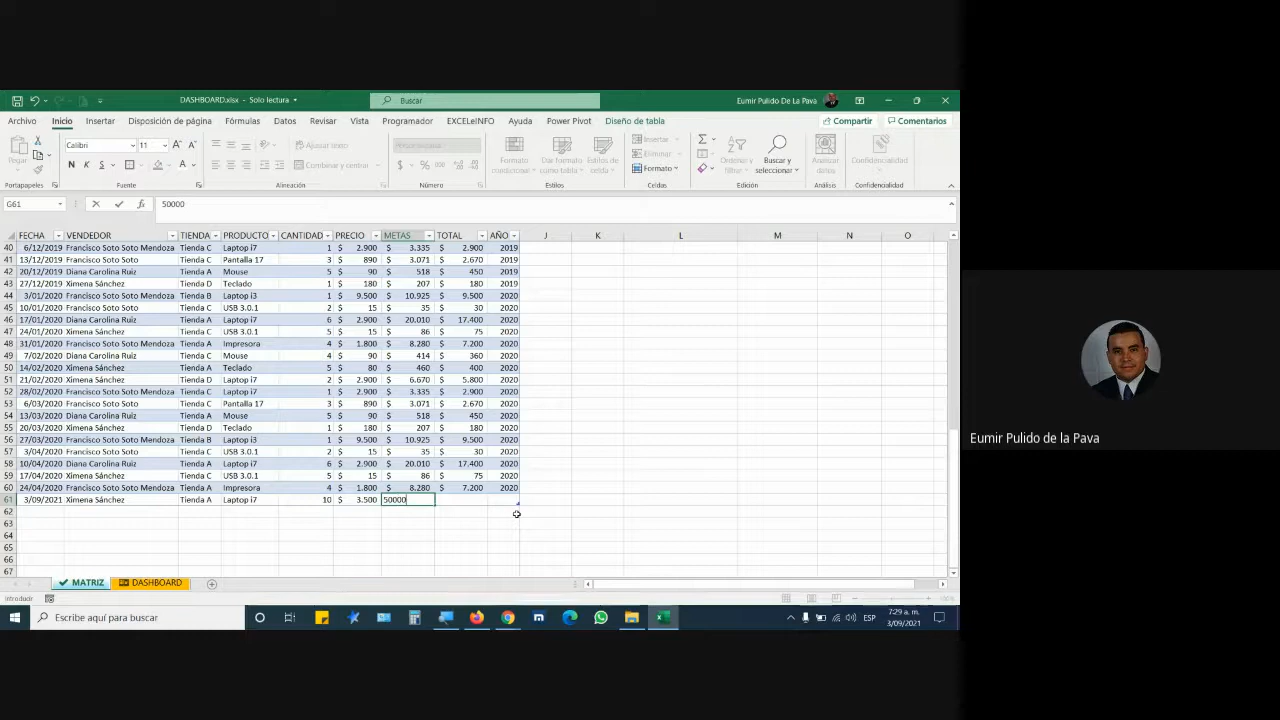 DASHBOARD.xlsx - Solo lectura
Buscar
Eumir Pulido De La Pava
Archivo Inicio Insertar Disposición de página Fórmulas Datos Revisar Vista Programador EXCELeINFO Ayuda Power Pivot Diseño de tabla Compartir Comentarios
Pegar Calibri 11 Ajustar texto Personalizada Insertar
N K S Combinar y centrar $ % 000 Formato condicional Dar formato como tabla Estilos de celda Eliminar Formato Ordenar y filtrar Buscar y seleccionar Analizar datos Confidencialidad
Portapapeles Fuente Alineación Número Estilos Celdas Edición Análisis Confidencialidad
G61 fx 50000
FECHA VENDEDOR TIENDA PRODUCTO CANTIDAD PRECIO METAS TOTAL AÑO J K L M N O
40 6/12/2019 Francisco Soto Soto Mendoza Tienda C Laptop i7 1 $ 2.900 $ 3.335 $ 2.900 2019
41 13/12/2019 Francisco Soto Soto Tienda C Pantalla 17 3 $ 890 $ 3.071 $ 2.670 2019
42 20/12/2019 Diana Carolina Ruiz Tienda A Mouse 5 $ 90 $ 518 $ 450 2019
43 27/12/2019 Ximena Sánchez Tienda D Teclado 1 $ 180 $ 207 $ 180 2019
44 3/01/2020 Francisco Soto Soto Mendoza Tienda B Laptop i3 1 $ 9.500 $ 10.925 $ 9.500 2020
45 10/01/2020 Francisco Soto Soto Tienda C USB 3.0.1 2 $ 15 $ 35 $ 30 2020
46 17/01/2020 Diana Carolina Ruiz Tienda A Laptop i7 6 $ 2.900 $ 20.010 $ 17.400 2020
47 24/01/2020 Ximena Sánchez Tienda C USB 3.0.1 5 $ 15 $ 86 $ 75 2020
48 31/01/2020 Francisco Soto Soto Mendoza Tienda A Impresora 4 $ 1.800 $ 8.280 $ 7.200 2020
49 7/02/2020 Diana Carolina Ruiz Tienda C Mouse 4 $ 90 $ 414 $ 360 2020
50 14/02/2020 Ximena Sánchez Tienda A Teclado 5 $ 80 $ 460 $ 400 2020
51 21/02/2020 Ximena Sánchez Tienda D Laptop i7 2 $ 2.900 $ 6.670 $ 5.800 2020
52 28/02/2020 Francisco Soto Soto Mendoza Tienda C Laptop i7 1 $ 2.900 $ 3.335 $ 2.900 2020
53 6/03/2020 Francisco Soto Soto Tienda C Pantalla 17 3 $ 890 $ 3.071 $ 2.670 2020
54 13/03/2020 Diana Carolina Ruiz Tienda A Mouse 5 $ 90 $ 518 $ 450 2020
55 20/03/2020 Ximena Sánchez Tienda D Teclado 1 $ 180 $ 207 $ 180 2020
56 27/03/2020 Francisco Soto Soto Mendoza Tienda B Laptop i3 1 $ 9.500 $ 10.925 $ 9.500 2020
57 3/04/2020 Francisco Soto Soto Tienda C USB 3.0.1 2 $ 15 $ 35 $ 30 2020
58 10/04/2020 Diana Carolina Ruiz Tienda A Laptop i7 6 $ 2.900 $ 20.010 $ 17.400 2020
59 17/04/2020 Ximena Sánchez Tienda C USB 3.0.1 5 $ 15 $ 86 $ 75 2020
60 24/04/2020 Francisco Soto Soto Mendoza Tienda A Impresora 4 $ 1.800 $ 8.280 $ 7.200 2020
61 3/09/2021 Ximena Sánchez Tienda A Laptop i7 10 $ 3.500 50000
62
63
64
65
66
67
MATRIZ DASHBOARD
Introducir
Escribe aquí para buscar
ESP
7:29 a. m.
3/09/2021
Eumir Pulido de la Pava